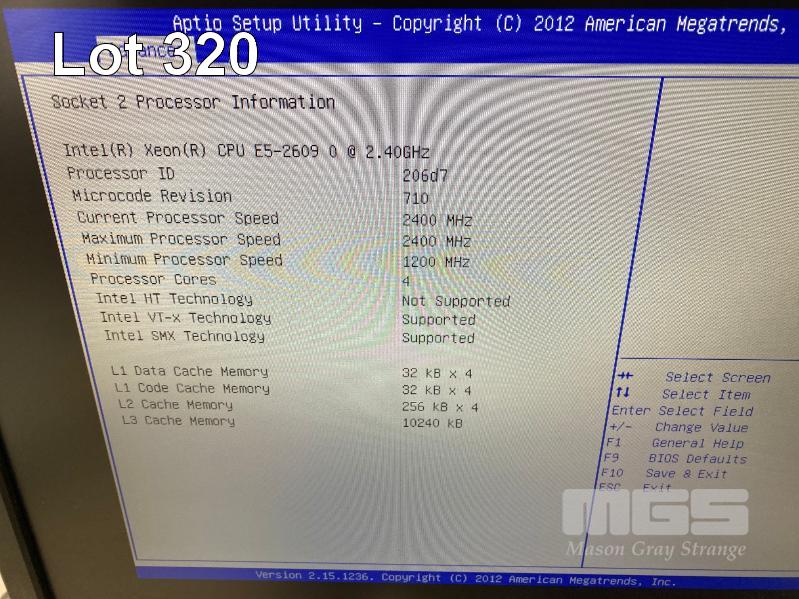 Aptio Setup Utility - Copyright (C) 2012 American Megatrends,
Lot 320
Socket 2 Processor Information
Intel(R) Xeon(R) CPU E5-2609 0 @ 2.40GHz
Processor ID 206d7
Microcode Revision 710
Current Processor Speed 2400 MHz
Maximum Processor Speed 2400 MHz
Minimum Processor Speed 1200 MHz
Processor Cores 4
Intel HT Technology Not Supported
Intel VT-x Technology Supported
Intel SMX Technology Supported
L1 Data Cache Memory 32 kB x 4
L1 Code Cache Memory 32 kB x 4
L2 Cache Memory 256 kB x 4
L3 Cache Memory 10240 kB
→← Select Screen
↑↓ Select Item
Enter Select Field
+/- Change Value
F1 General Help
F9 BIOS Defaults
F10 Save & Exit
ESC Exit
MGS
Mason Gray Strange
Version 2.15.1236. Copyright (C) 2012 American Megatrends, Inc.